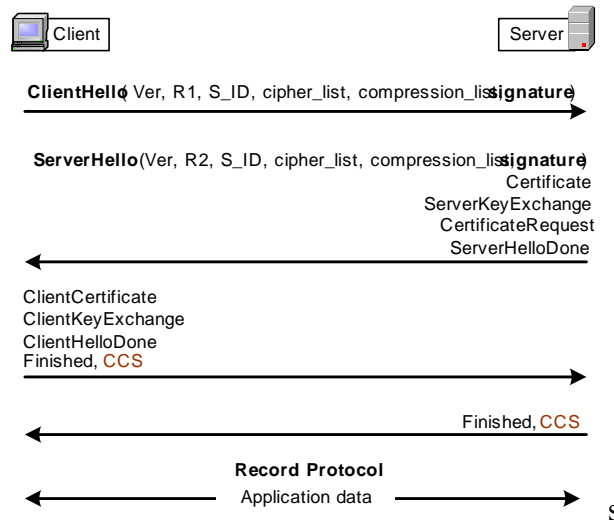 Client
Server
ClientHello( Ver, R1, S_ID, cipher_list, compression_list, signature)
ServerHello(Ver, R2, S_ID, cipher_list, compression_list, signature)
Certificate
ServerKeyExchange
CertificateRequest
ServerHelloDone
ClientCertificate
ClientKeyExchange
ClientHelloDone
Finished, CCS
Finished, CCS
Record Protocol
Application data